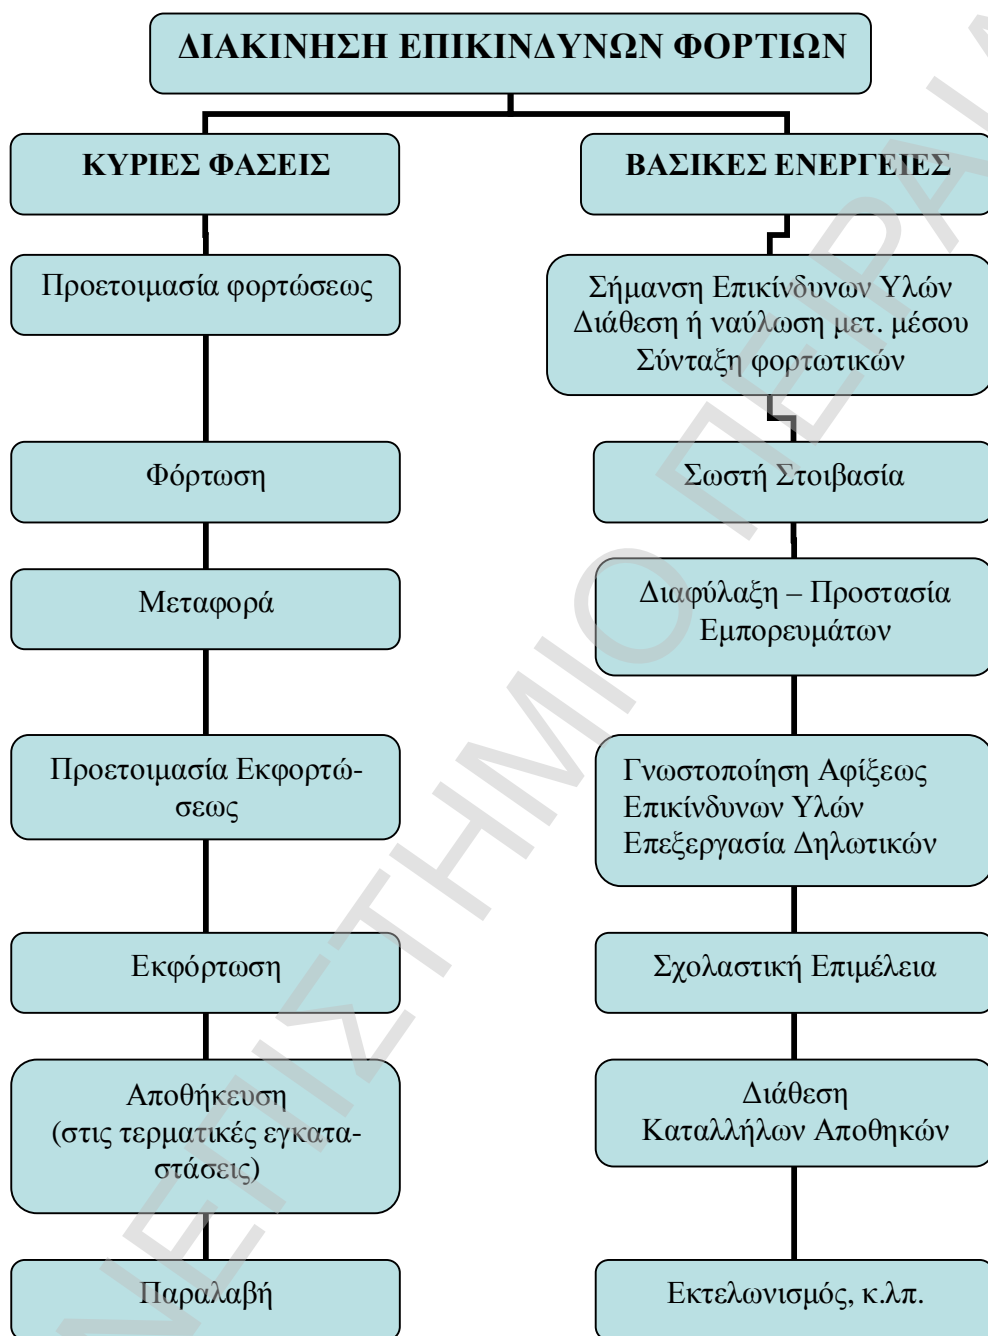 ΔΙΑΚΙΝΗΣΗ ΕΠΙΚΙΝΔΥΝΩΝ ΦΟΡΤΙΩΝ
ΚΥΡΙΕΣ ΦΑΣΕΙΣ
Προετοιμασία φορτώσεως
Φόρτωση
Μεταφορά
Προετοιμασία Εκφορτώ-
σεως
Εκφόρτωση
Αποθήκευση
(στις τερματικές εγκατα-
στάσεις)
Παραλαβή
ΒΑΣΙΚΕΣ ΕΝΕΡΓΕΙΕΣ
Σήμανση Επικίνδυνων Υλών
Διάθεση ή ναύλωση μετ. μέσου
Σύνταξη φορτωτικών
Σωστή Στοιβασία
Διαφύλαξη – Προστασία
Εμπορευμάτων
Γνωστοποίηση Αφίξεως
Επικίνδυνων Υλών
Επεξεργασία Δηλωτικών
Σχολαστική Επιμέλεια
Διάθεση
Καταλλήλων Αποθηκών
Εκτελωνισμός, κ.λπ.
ΝΕΠΙΣΤΗΜΙΟ ΠΕΙΡΑΙΑ